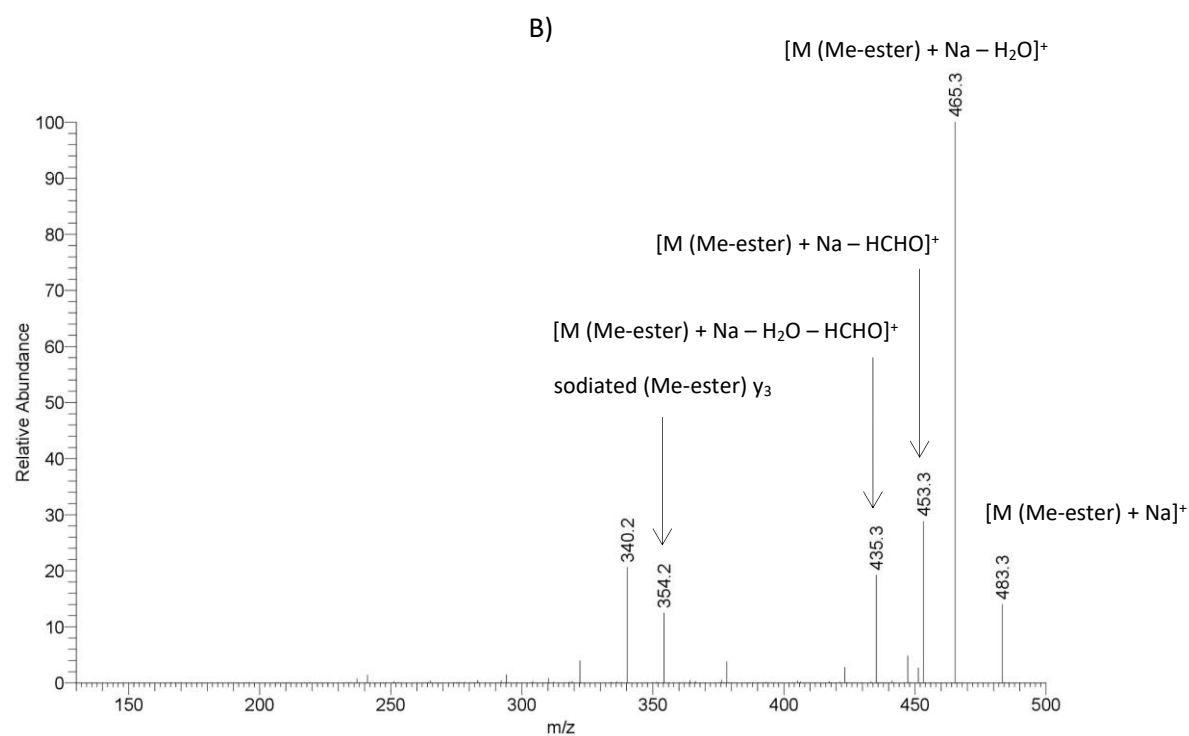 B)
[M (Me-ester) + Na – H₂O]⁺
465.3
[M (Me-ester) + Na – HCHO]⁺
[M (Me-ester) + Na – H₂O – HCHO]⁺
sodiated (Me-ester) y₃
[M (Me-ester) + Na]⁺
453.3
435.3
340.2
354.2
483.3
Relative Abundance
100
90
80
70
60
50
40
30
20
10
0
150 200 250 300 350 400 450 500
m/z